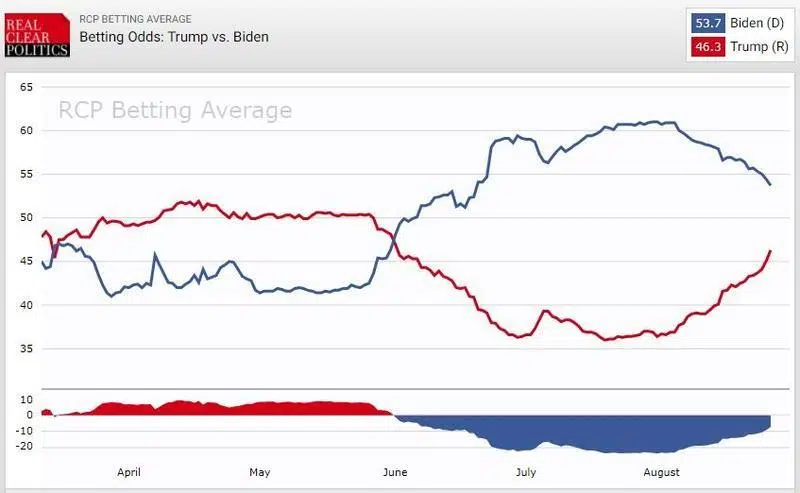 REAL
CLEAR
POLITICS
RCP BETTING AVERAGE
Betting Odds: Trump vs. Biden
53.7 Biden (D)
46.3 Trump (R)
65
RCP Betting Average
60
55
50
45
40
35
10
0
-10
-20
April May June July August